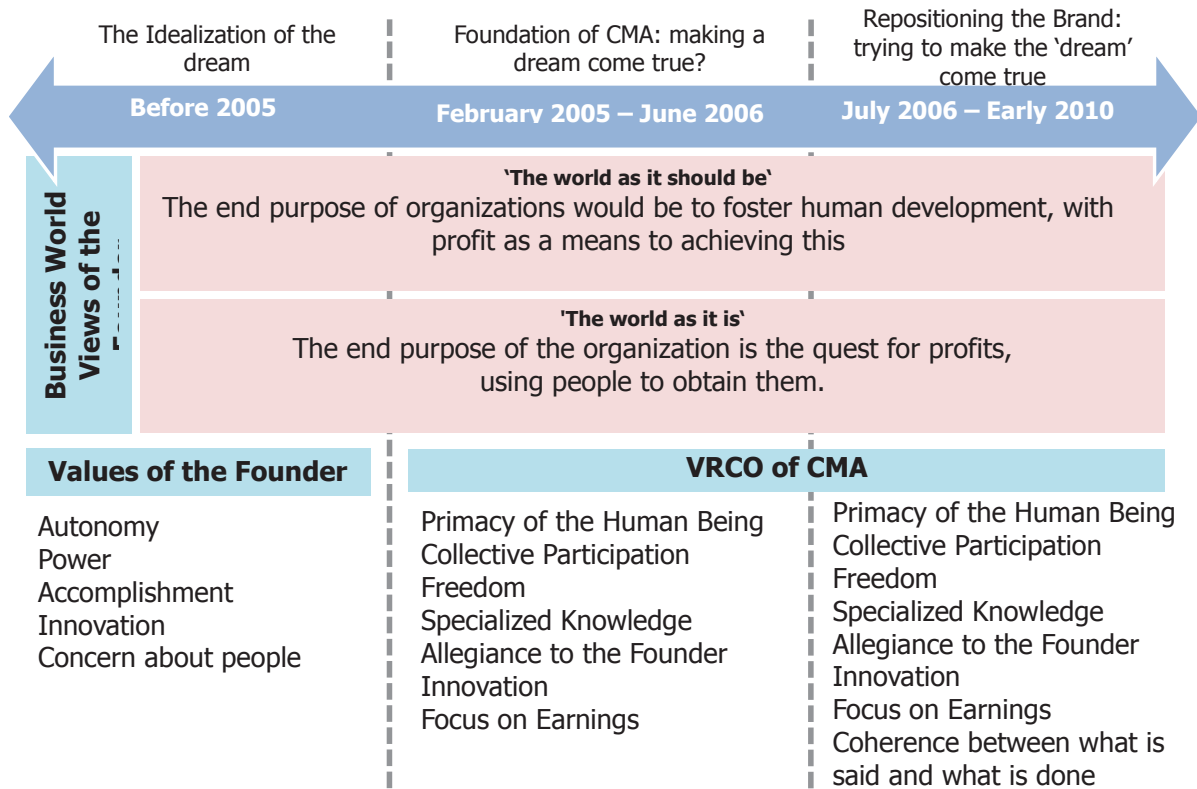 The Idealization of the
dream
Foundation of CMA: making a
dream come true?
Repositioning the Brand:
trying to make the ‘dream’
come true
Before 2005
February 2005 – June 2006
July 2006 – Early 2010
Business World
Views of the
‘The world as it should be‘
The end purpose of organizations would be to foster human development, with
profit as a means to achieving this
'The world as it is‘
The end purpose of the organization is the quest for profits,
using people to obtain them.
Values of the Founder
Autonomy
Power
Accomplishment
Innovation
Concern about people
VRCO of CMA
Primacy of the Human Being
Collective Participation
Freedom
Specialized Knowledge
Allegiance to the Founder
Innovation
Focus on Earnings
Primacy of the Human Being
Collective Participation
Freedom
Specialized Knowledge
Allegiance to the Founder
Innovation
Focus on Earnings
Coherence between what is
said and what is done